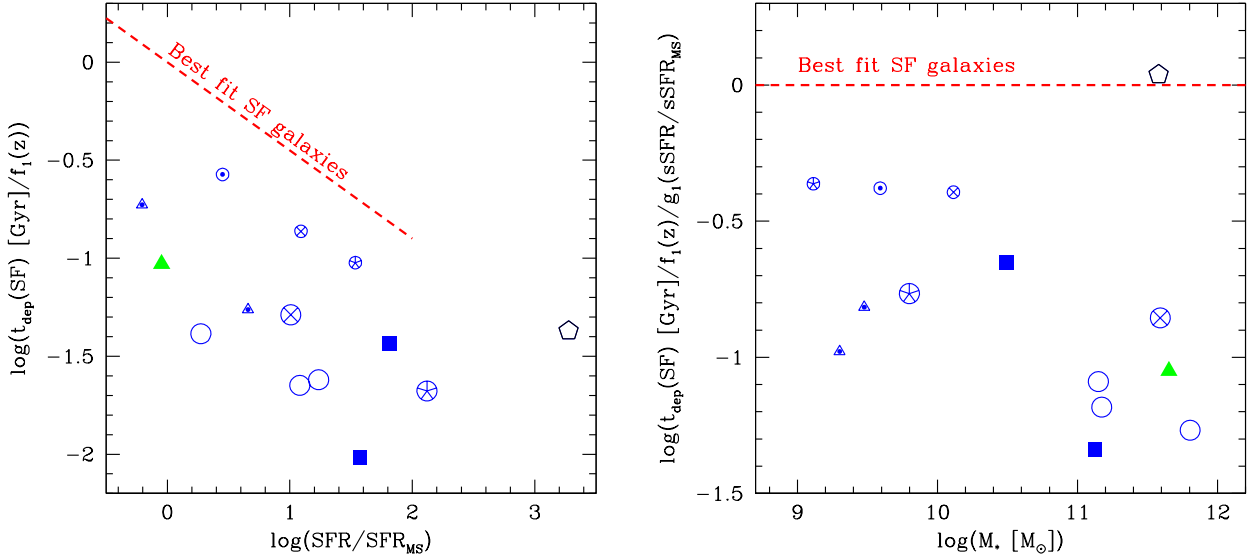 log(t_dep(SF) [Gyr]/f_1(z))
0
−0.5
−1
−1.5
−2
Best fit SF galaxies
0
1
2
3
log(SFR/SFR_MS)
log(t_dep(SF) [Gyr]/f_1(z)/g_1(sSFR/sSFR_MS)
0
−0.5
−1
−1.5
Best fit SF galaxies
9
10
11
12
log(M_* [M_⊙])